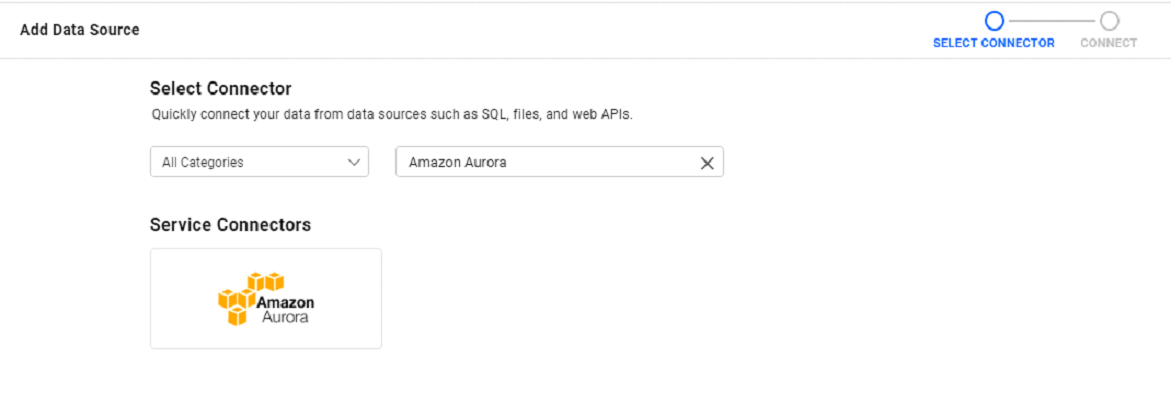 Add Data Source
SELECT CONNECTOR
CONNECT
Select Connector
Quickly connect your data from data sources such as SQL, files, and web APIs.
All Categories
Amazon Aurora
Service Connectors
Amazon
Aurora